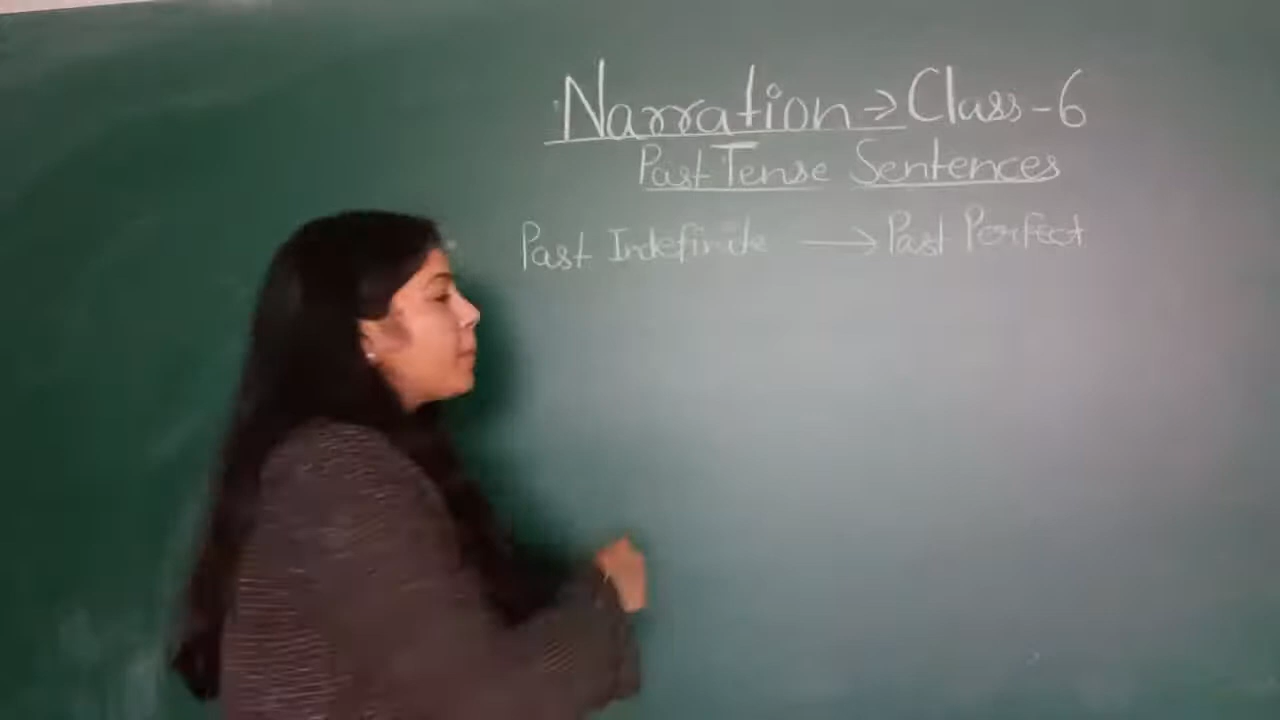 Narration → Class-6
Past Tense Sentences
Past Indefinite → Past Perfect